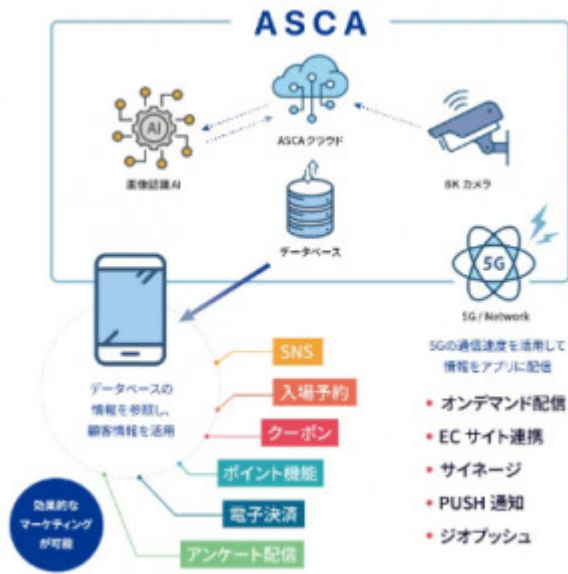 ASCA
AI
ASCAクラウド
画像認識AI
8K カメラ
データベース
5G
5G / Network
5Gの通信速度を活用して
情報をアプリに配信
データベースの
情報を参照し、
顧客情報を活用
SNS
入場予約
クーポン
ポイント機能
電子決済
アンケート配信
• オンデマンド配信
• EC サイト連携
• サイネージ
• PUSH 通知
• ジオプッシュ
効果的な
マーケティング
が可能